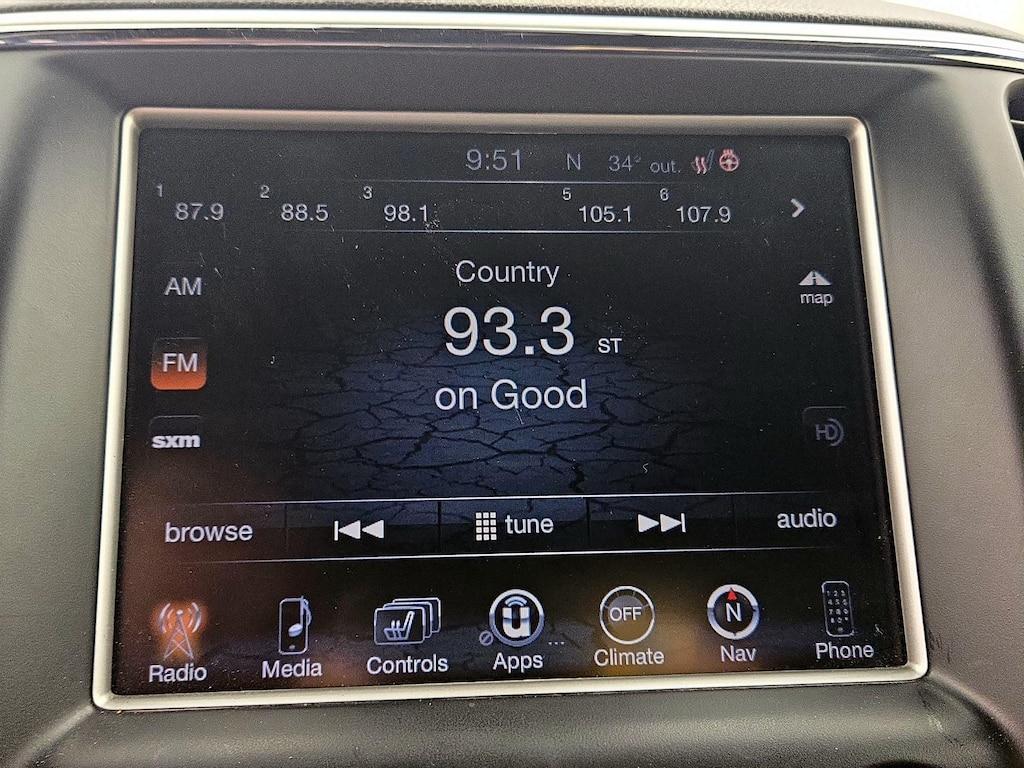 9:51 N 34° out.
1 87.9 2 88.5 3 98.1 5 105.1 6 107.9
Country
AM
map
93.3 ST
FM
on Good
HD
sxm
browse tune audio
OFF
N
Radio Media Controls Apps ... Climate Nav Phone